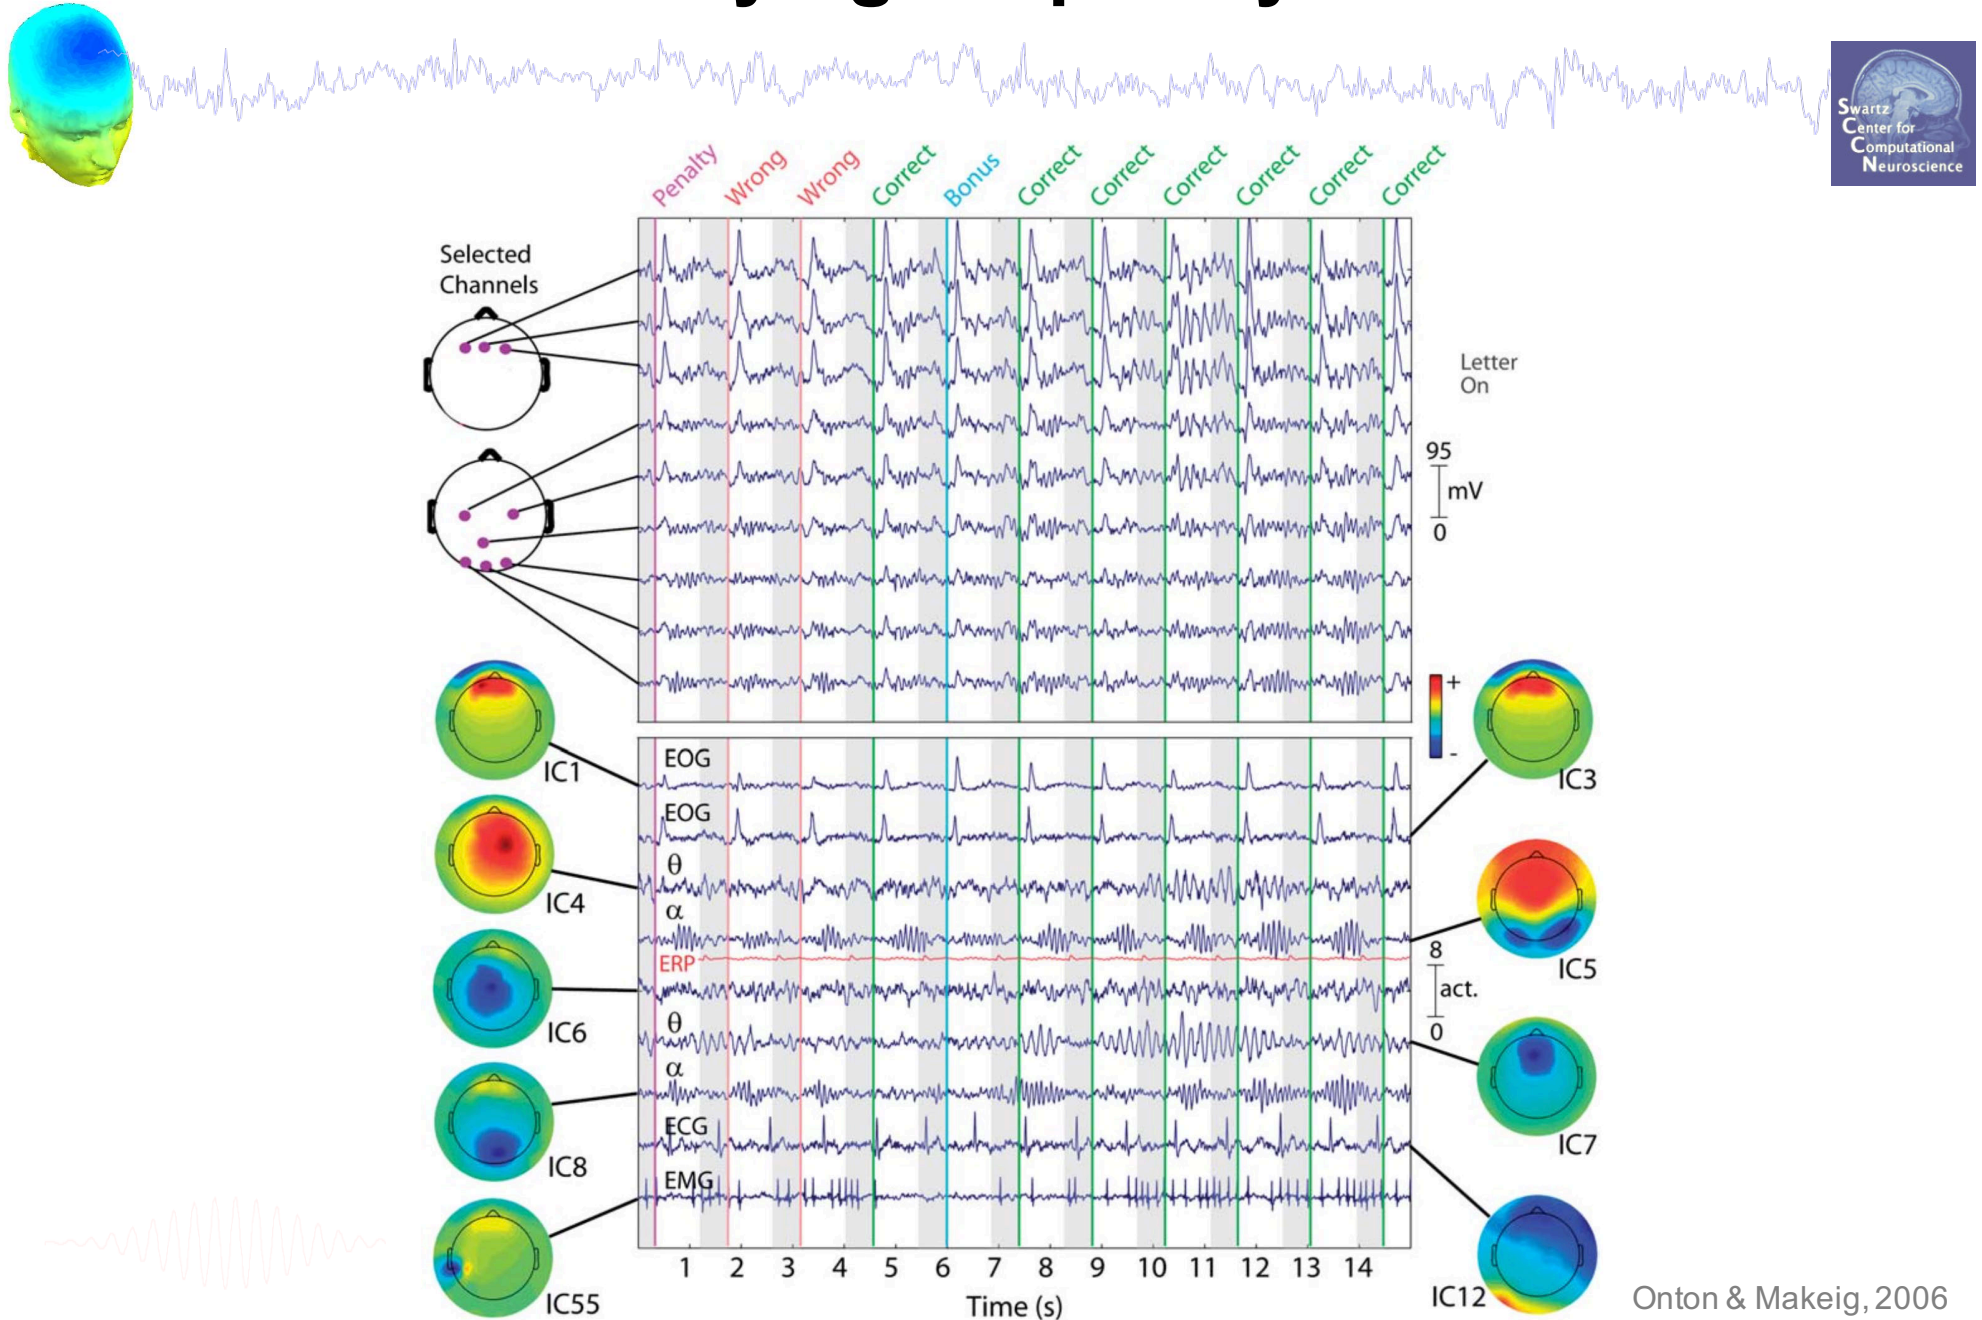 Swartz
Center for
Computational
Neuroscience
Penalty
Wrong
Wrong
Correct
Bonus
Correct
Correct
Correct
Correct
Correct
Correct
Selected
Channels
Letter
On
95
mV
0
+
-
IC1
EOG
IC3
EOG
IC4
θ
α
ERP
IC5
8
act.
0
IC6
θ
IC7
α
IC8
ECG
EMG
IC55
IC12
1 2 3 4 5 6 7 8 9 10 11 12 13 14
Time (s)
Onton & Makeig, 2006